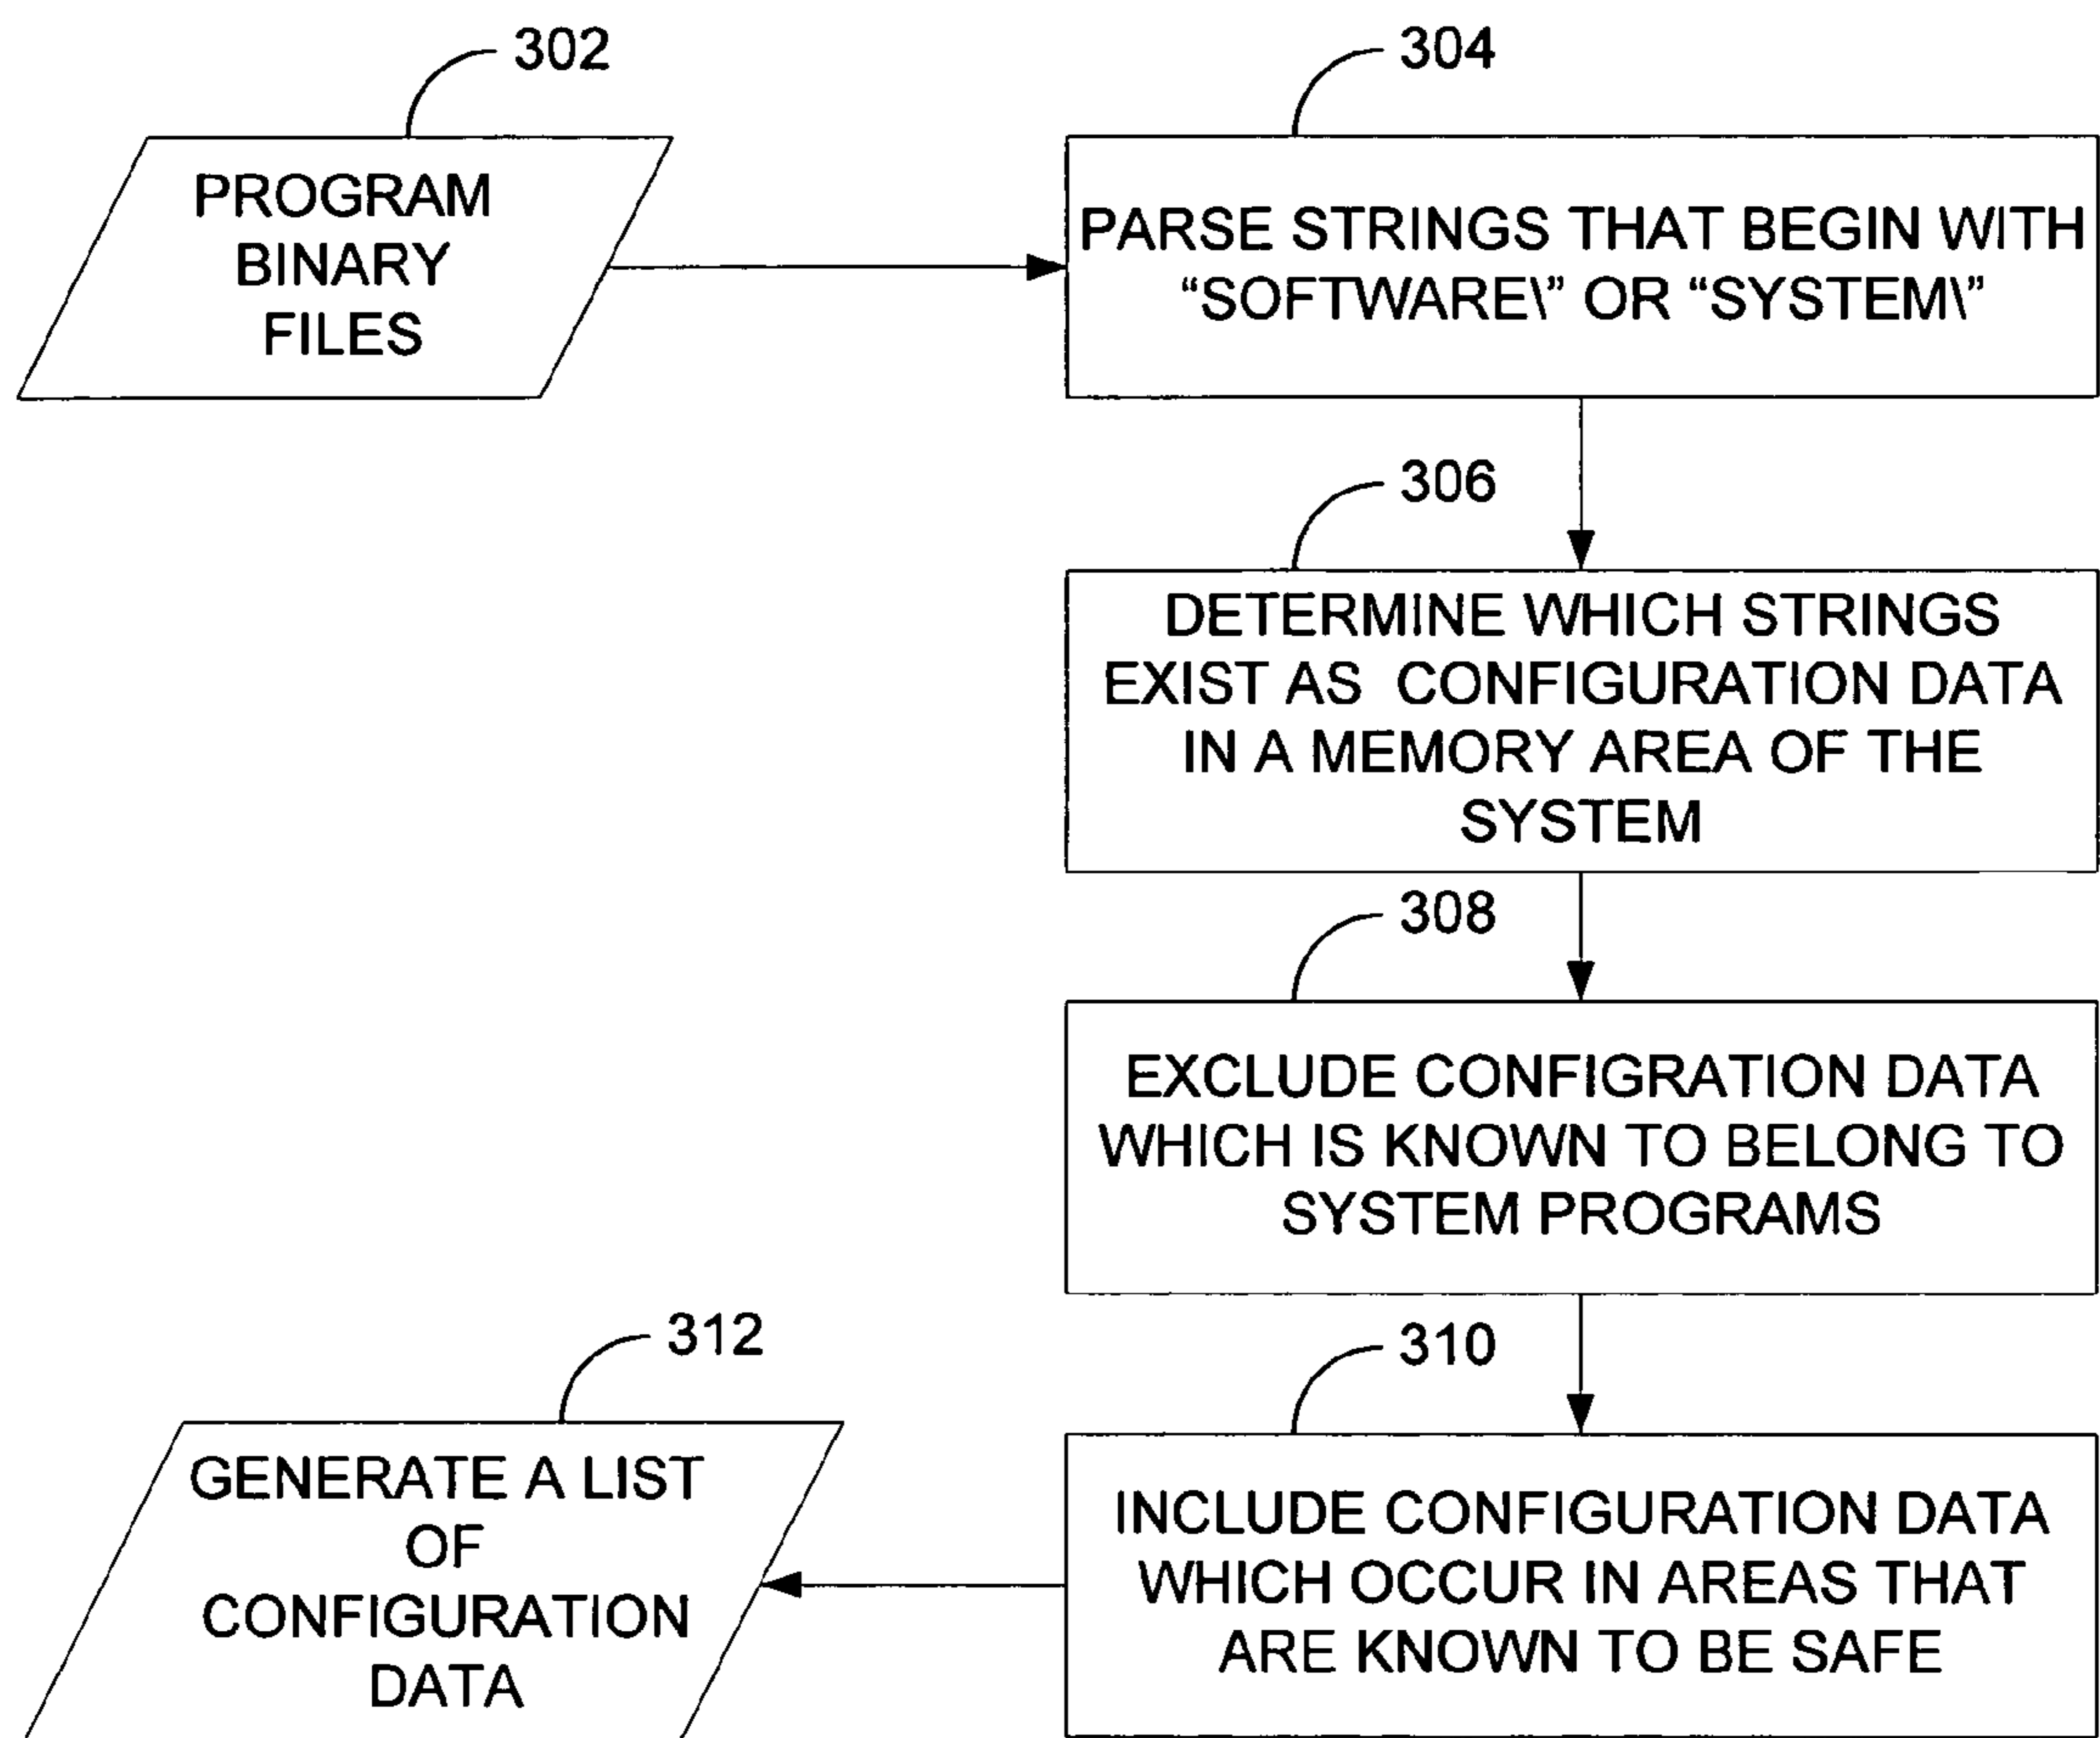 302
PROGRAM
BINARY
FILES
304
PARSE STRINGS THAT BEGIN WITH
“SOFTWARE\” OR “SYSTEM\”
306
DETERMINE WHICH STRINGS
EXIST AS CONFIGURATION DATA
IN A MEMORY AREA OF THE
SYSTEM
308
EXCLUDE CONFIGRATION DATA
WHICH IS KNOWN TO BELONG TO
SYSTEM PROGRAMS
310
INCLUDE CONFIGURATION DATA
WHICH OCCUR IN AREAS THAT
ARE KNOWN TO BE SAFE
312
GENERATE A LIST
OF
CONFIGURATION
DATA